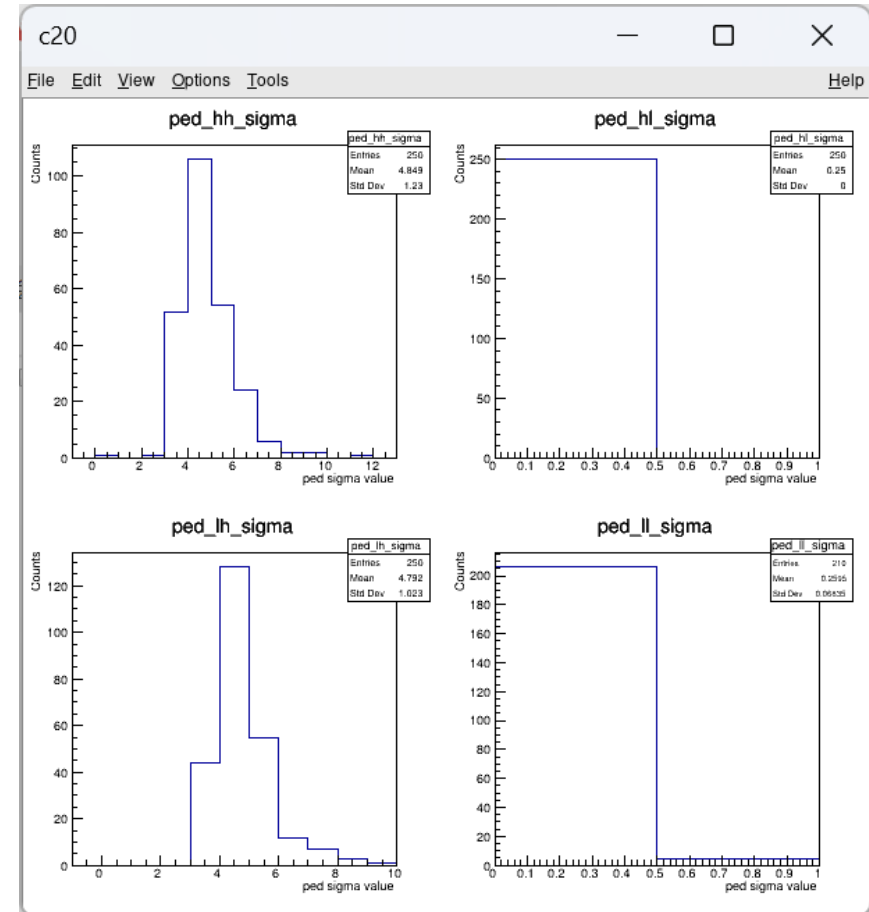 c20
File Edit View Options Tools Help
ped_hh_sigma
ped_hh_sigma
Entries 250
Mean 4.849
Std Dev 1.23
Counts
100
80
60
40
20
0
0 2 4 6 8 10 12
ped sigma value
ped_hl_sigma
ped_hl_sigma
Entries 250
Mean 0.25
Std Dev 0
Counts
250
200
150
100
50
0
0 0.1 0.2 0.3 0.4 0.5 0.6 0.7 0.8 0.9 1
ped sigma value
ped_lh_sigma
ped_lh_sigma
Entries 250
Mean 4.792
Std Dev 1.023
Counts
120
100
80
60
40
20
0
0 2 4 6 8 10
ped sigma value
ped_ll_sigma
ped_ll_sigma
Entries 210
Mean 0.2595
Std Dev 0.06835
Counts
200
180
160
140
120
100
80
60
40
20
0
0 0.1 0.2 0.3 0.4 0.5 0.6 0.7 0.8 0.9 1
ped sigma value